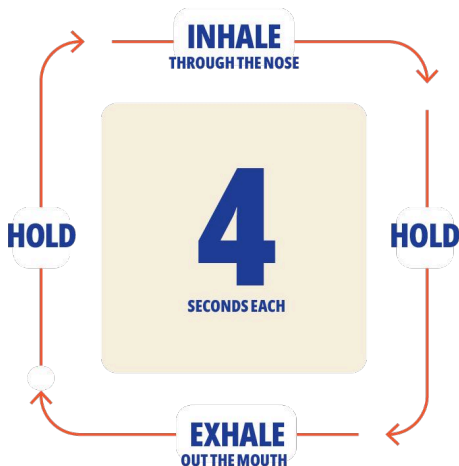 INHALE
THROUGH THE NOSE
HOLD
4
SECONDS EACH
HOLD
EXHALE
OUT THE MOUTH